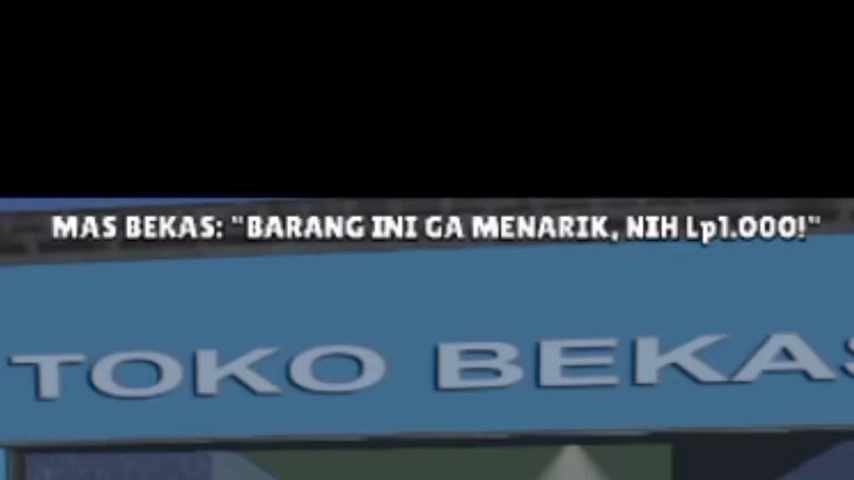 MAS BEKAS: "BARANG INI GA MENARIK, NIH Lp1.000!"
TOKO BEKAS